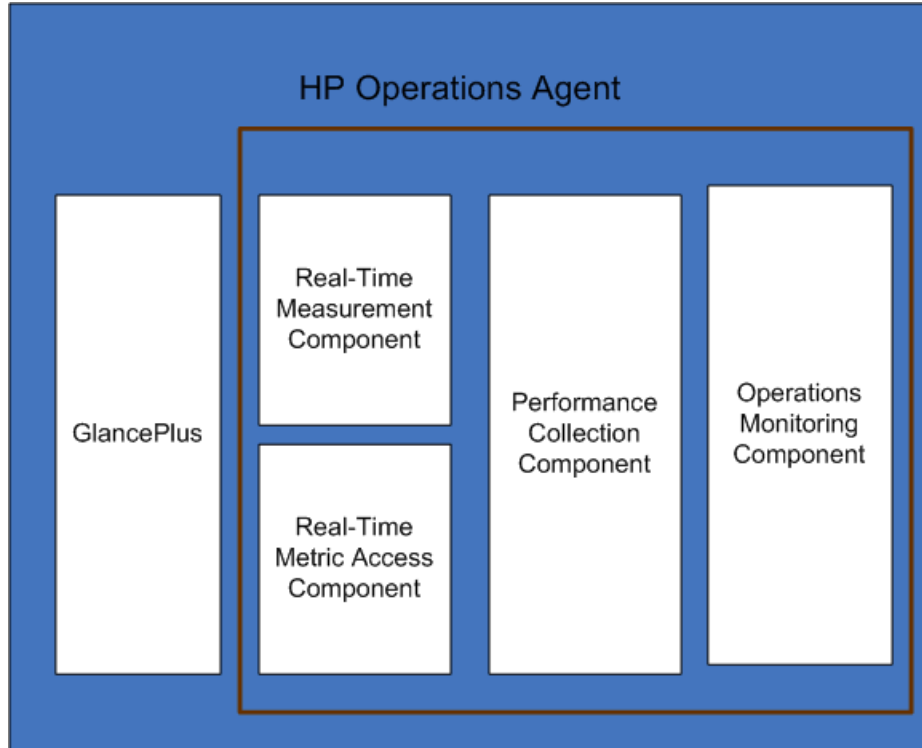 HP Operations Agent
GlancePlus
Real-Time
Measurement
Component
Real-Time
Metric Access
Component
Performance
Collection
Component
Operations
Monitoring
Component